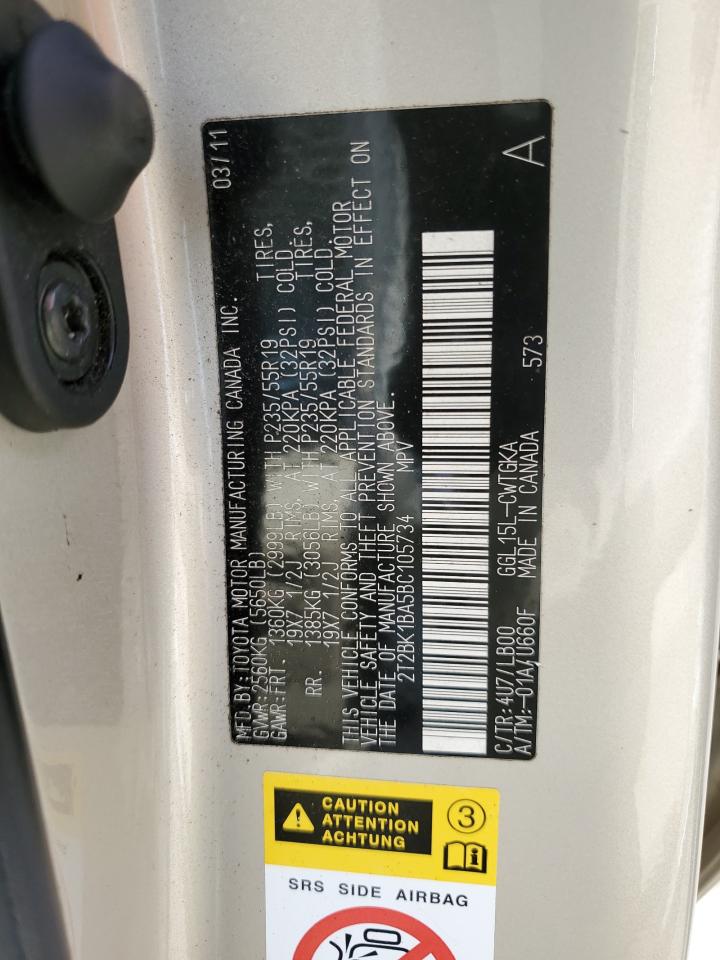 MFD.BY:TOYOTA MOTOR MANUFACTURING CANADA INC. 03/11
GVWR:2560KG (5650LB)
GAWR:FRT. 1360KG (2999LB) WITH P235/55R19 TIRES,
19X7 1/2J RIMS, AT 220KPA (32PSI) COLD.
RR. 1385KG (3056LB) WITH P235/55R19 TIRES,
19X7 1/2J RIMS, AT 220KPA (32PSI) COLD.
THIS VEHICLE CONFORMS TO ALL APPLICABLE FEDERAL MOTOR
VEHICLE SAFETY AND THEFT PREVENTION STANDARDS IN EFFECT ON
THE DATE OF MANUFACTURE SHOWN ABOVE.
2T2BK1BA5BC105734 MPV
C/TR:4U7/LB00 GGL15L-CWTGKA A
A/TM:-01A/U660F MADE IN CANADA 573
CAUTION
ATTENTION
ACHTUNG
3
i
SRS SIDE AIRBAG